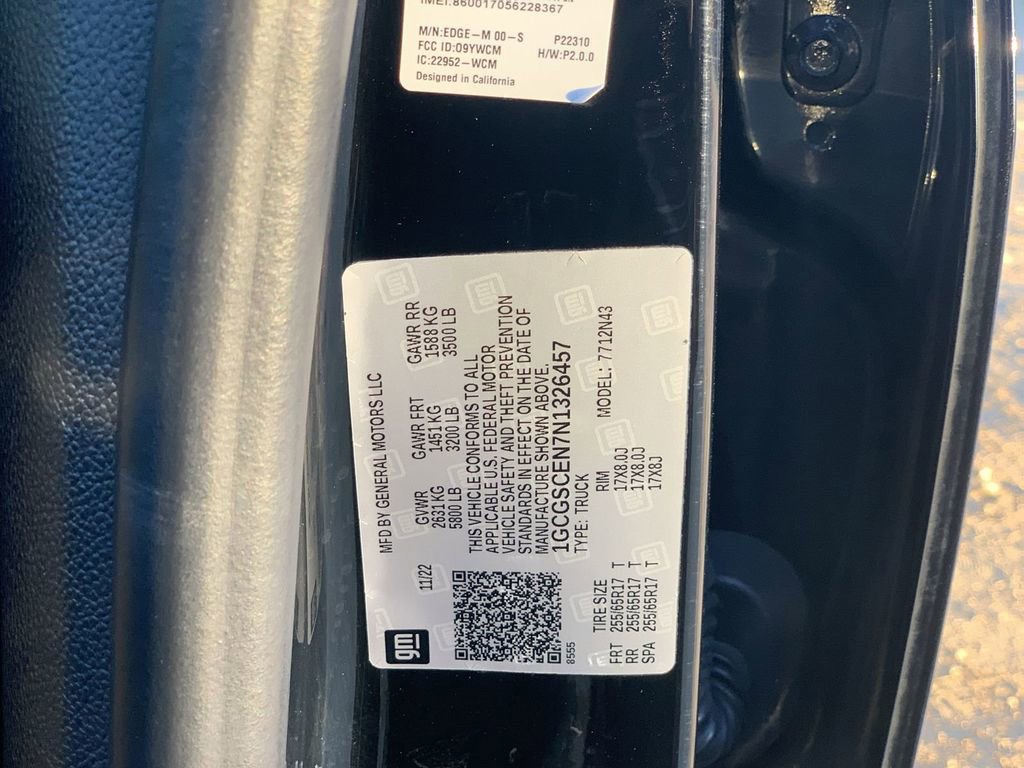 IMEI:860017056228367
M/N:EDGE-M 00-S P22310
FCC ID:O9YWCM H/W:P2.0.0
IC:22952-WCM
Designed in California
gm
MFD BY GENERAL MOTORS LLC
11/22 GVWR GAWR FRT GAWR RR
2631 KG 1451 KG 1588 KG
5800 LB 3200 LB 3500 LB
THIS VEHICLE CONFORMS TO ALL
APPLICABLE U.S. FEDERAL MOTOR
VEHICLE SAFETY AND THEFT PREVENTION
STANDARDS IN EFFECT ON THE DATE OF
MANUFACTURE SHOWN ABOVE.
1GCGSCEN7N1326457
8555 TYPE: TRUCK MODEL: 7712N43
TIRE SIZE RIM
FRT 255/65R17 T 17X8.0J
RR 255/65R17 T 17X8.0J
SPA 255/65R17 T 17X8J